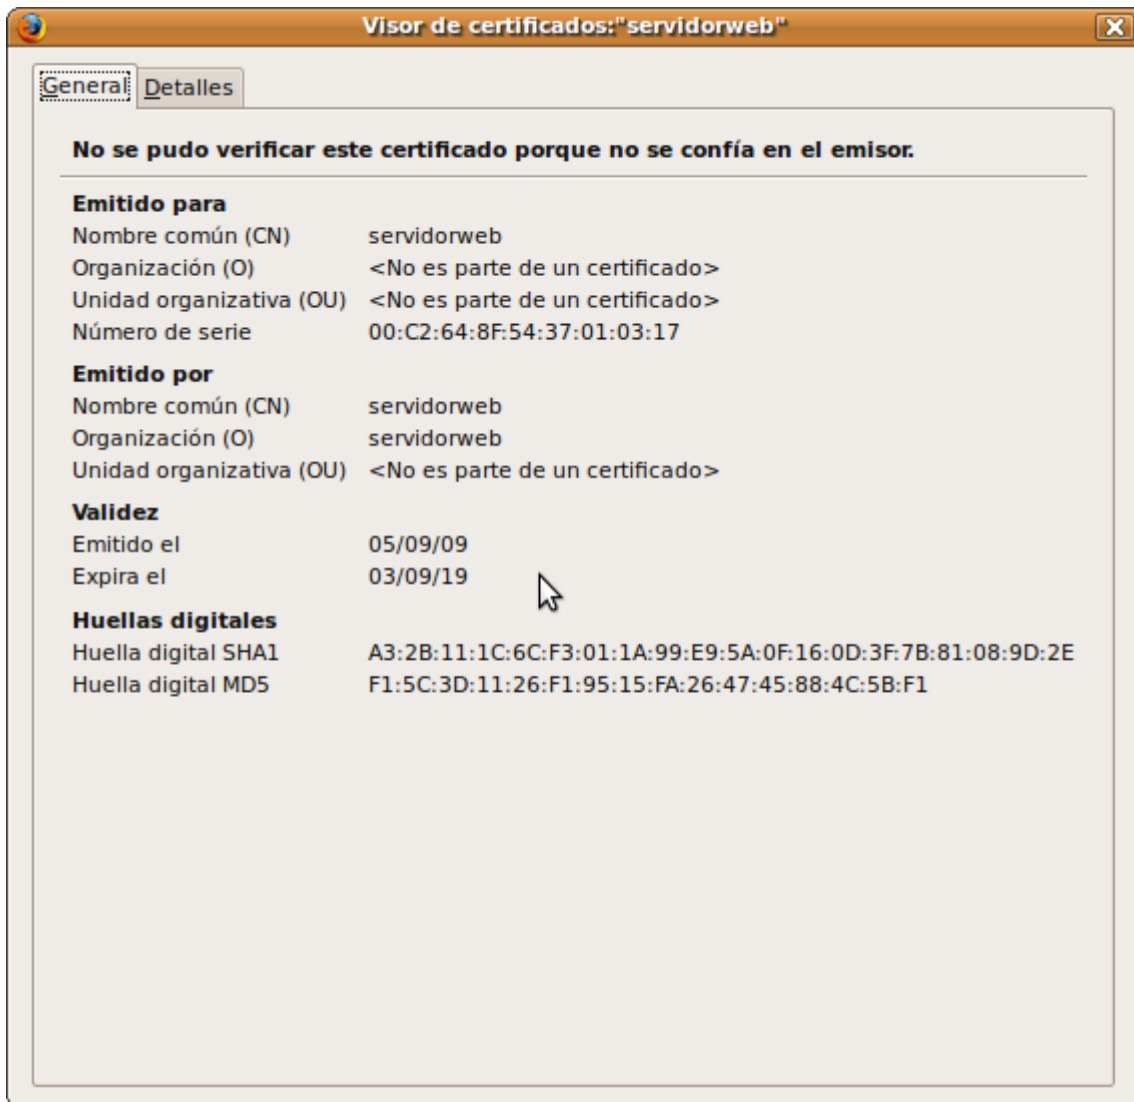 Visor de certificados:"servidorweb"
General Detalles
No se pudo verificar este certificado porque no se confía en el emisor.
Emitido para
Nombre común (CN) servidorweb
Organización (O) <No es parte de un certificado>
Unidad organizativa (OU) <No es parte de un certificado>
Número de serie 00:C2:64:8F:54:37:01:03:17
Emitido por
Nombre común (CN) servidorweb
Organización (O) servidorweb
Unidad organizativa (OU) <No es parte de un certificado>
Validez
Emitido el 05/09/09
Expira el 03/09/19
Huellas digitales
Huella digital SHA1 A3:2B:11:1C:6C:F3:01:1A:99:E9:5A:0F:16:0D:3F:7B:81:08:9D:2E
Huella digital MD5 F1:5C:3D:11:26:F1:95:15:FA:26:47:45:88:4C:5B:F1